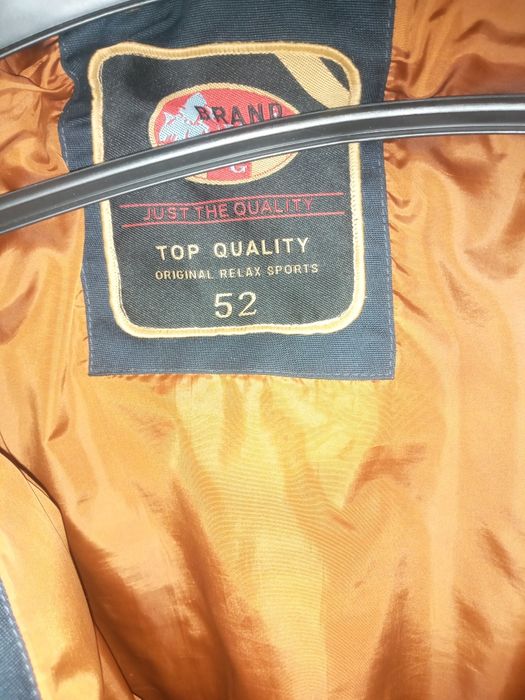 BRAND
G
JUST THE QUALITY
TOP QUALITY
ORIGINAL RELAX SPORTS
52